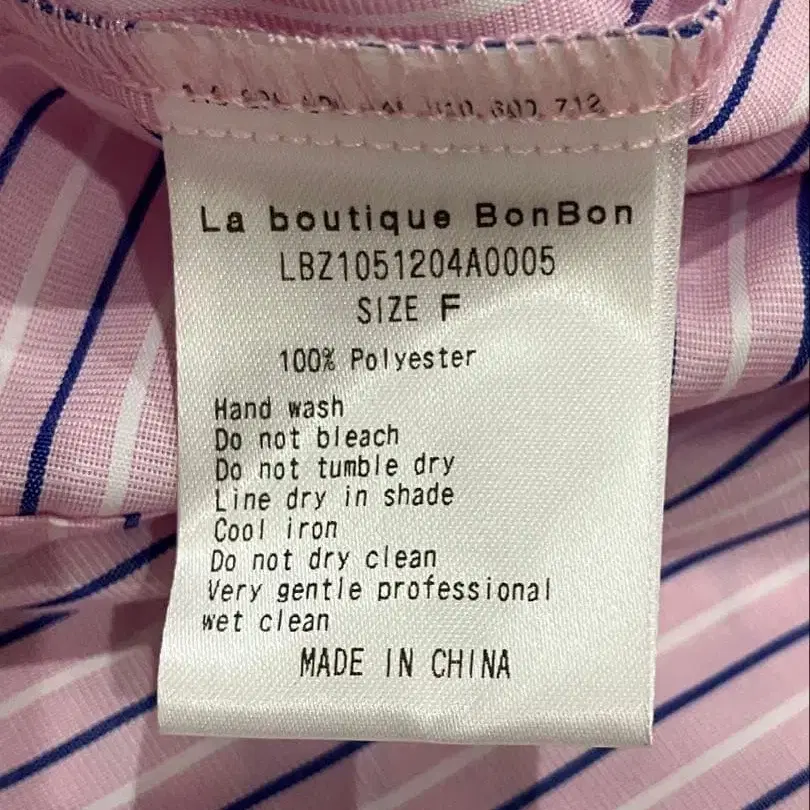 712
La boutique BonBon
LBZ1051204A0005
SIZE F
100% Polyester
Hand wash
Do not bleach
Do not tumble dry
Line dry in shade
Cool iron
Do not dry clean
Very gentle professional
wet clean
MADE IN CHINA